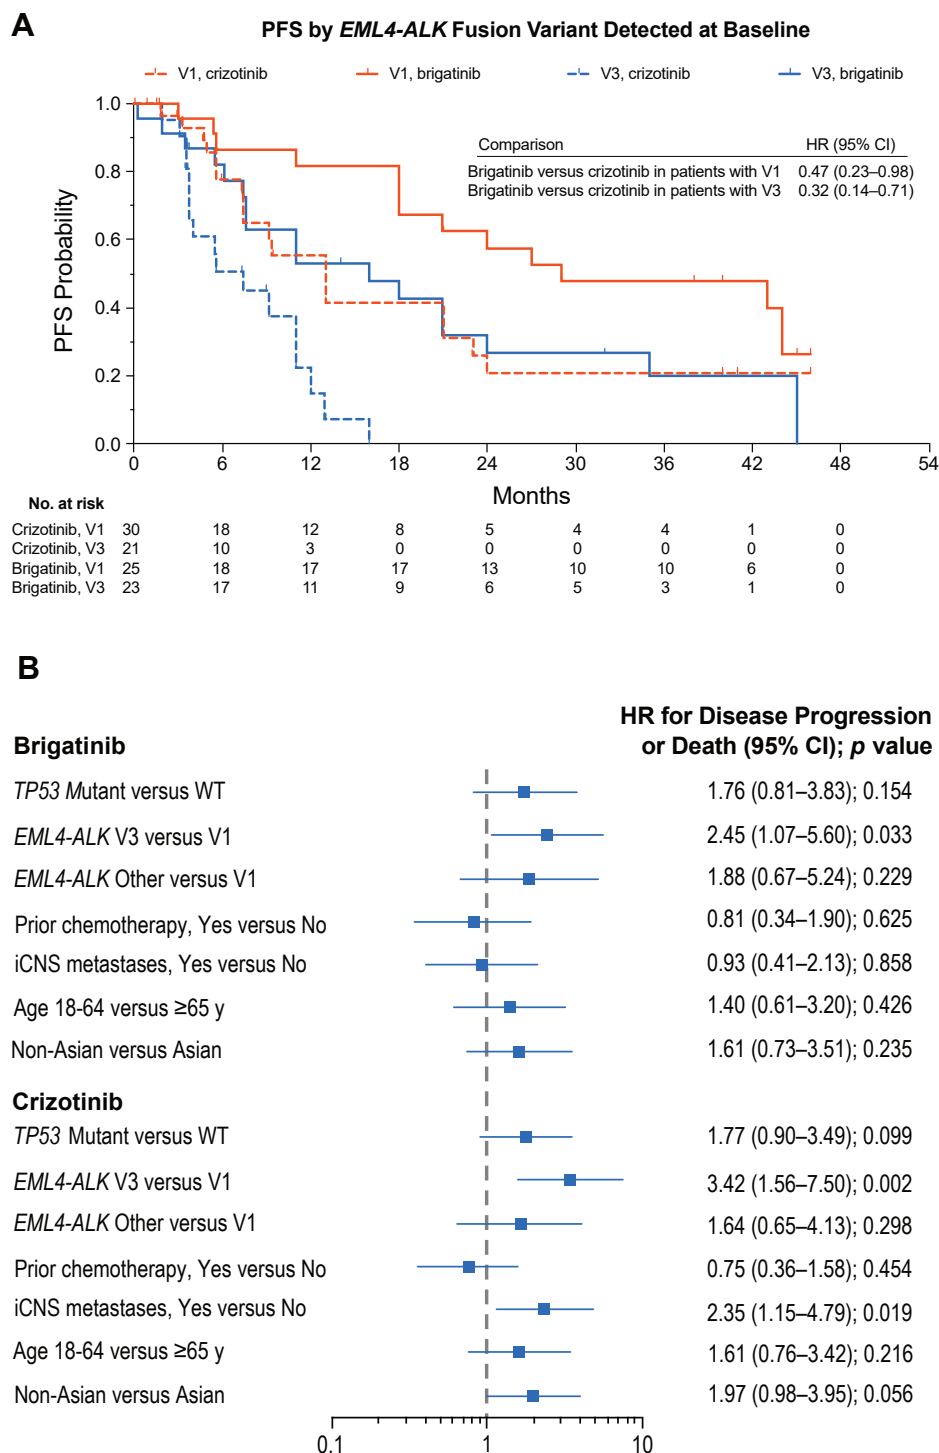 A
PFS by EML4-ALK Fusion Variant Detected at Baseline
V1, crizotinib V1, brigatinib V3, crizotinib V3, brigatinib
Comparison HR (95% CI)
Brigatinib versus crizotinib in patients with V1 0.47 (0.23–0.98)
Brigatinib versus crizotinib in patients with V3 0.32 (0.14–0.71)
PFS Probability
1.0
0.8
0.6
0.4
0.2
0.0
0 6 12 18 24 30 36 42 48 54
Months
No. at risk
Crizotinib, V1 30 18 12 8 5 4 4 1 0
Crizotinib, V3 21 10 3 0 0 0 0 0 0
Brigatinib, V1 25 18 17 17 13 10 10 6 0
Brigatinib, V3 23 17 11 9 6 5 3 1 0
B
HR for Disease Progression
or Death (95% CI); p value
Brigatinib
TP53 Mutant versus WT 1.76 (0.81–3.83); 0.154
EML4-ALK V3 versus V1 2.45 (1.07–5.60); 0.033
EML4-ALK Other versus V1 1.88 (0.67–5.24); 0.229
Prior chemotherapy, Yes versus No 0.81 (0.34–1.90); 0.625
iCNS metastases, Yes versus No 0.93 (0.41–2.13); 0.858
Age 18-64 versus ≥65 y 1.40 (0.61–3.20); 0.426
Non-Asian versus Asian 1.61 (0.73–3.51); 0.235
Crizotinib
TP53 Mutant versus WT 1.77 (0.90–3.49); 0.099
EML4-ALK V3 versus V1 3.42 (1.56–7.50); 0.002
EML4-ALK Other versus V1 1.64 (0.65–4.13); 0.298
Prior chemotherapy, Yes versus No 0.75 (0.36–1.58); 0.454
iCNS metastases, Yes versus No 2.35 (1.15–4.79); 0.019
Age 18-64 versus ≥65 y 1.61 (0.76–3.42); 0.216
Non-Asian versus Asian 1.97 (0.98–3.95); 0.056
0.1 1 10